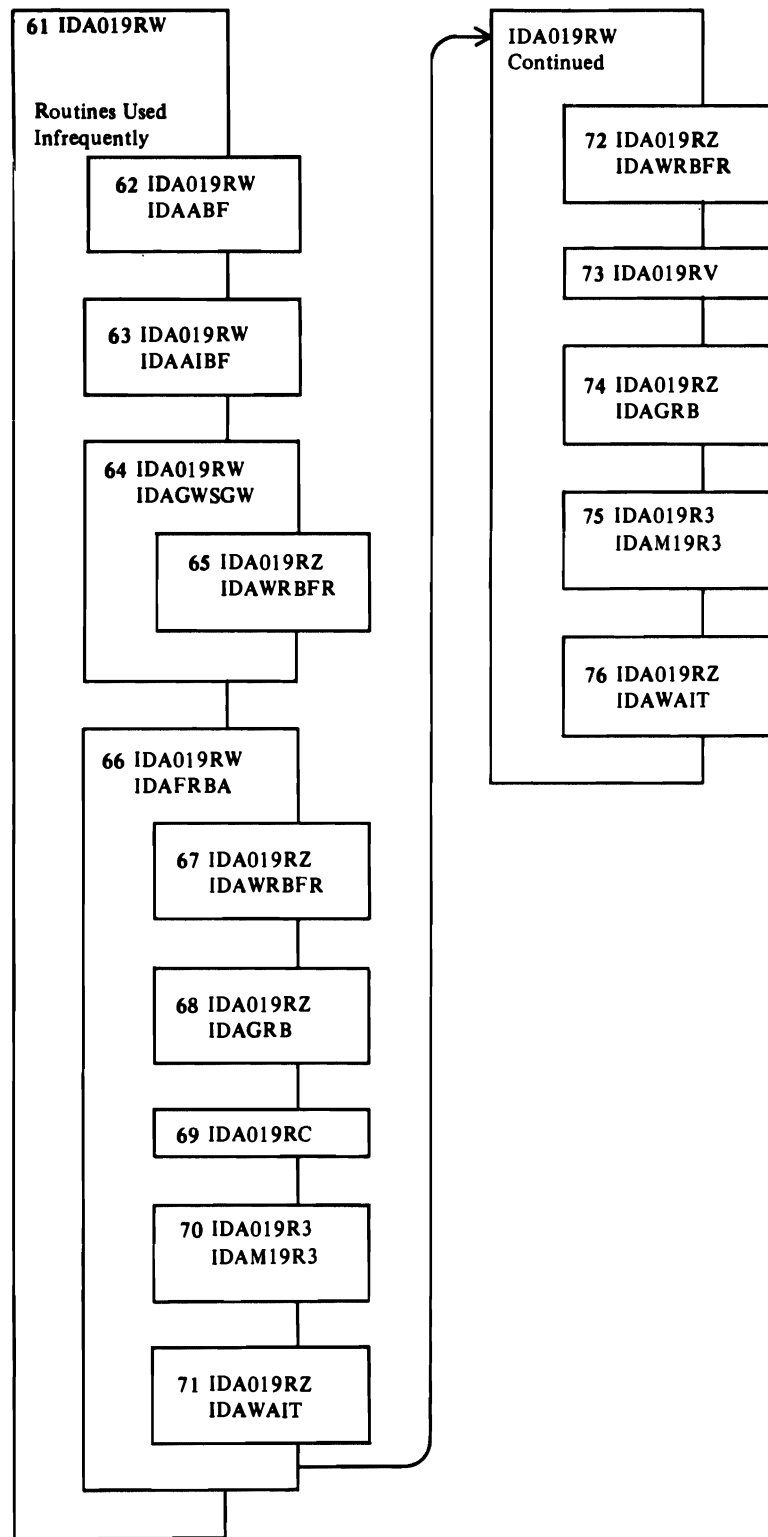 61 IDA019RW
Routines Used
Infrequently
62 IDA019RW
IDAABF
63 IDA019RW
IDAAIBF
64 IDA019RW
IDAGWSGW
65 IDA019RZ
IDAWRBFR
66 IDA019RW
IDAFRBA
67 IDA019RZ
IDAWRBFR
68 IDA019RZ
IDAGRB
69 IDA019RC
70 IDA019R3
IDAM19R3
71 IDA019RZ
IDAWAIT
IDA019RW
Continued
72 IDA019RZ
IDAWRBFR
73 IDA019RV
74 IDA019RZ
IDAGRB
75 IDA019R3
IDAM19R3
76 IDA019RZ
IDAWAIT